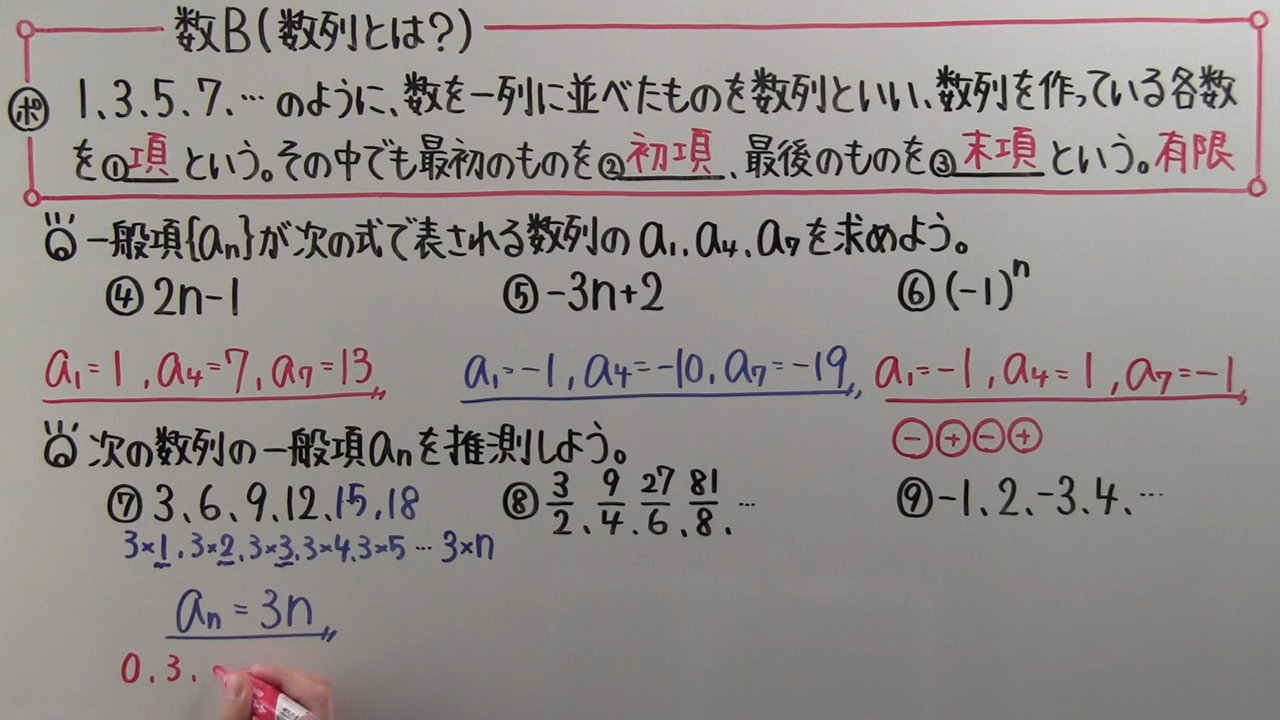 数B(数列とは?)
ポ 1.3.5.7.…のように、数を一列に並べたものを数列といい、数列を作っている各数
を①項という。その中でも最初のものを②初項、最後のものを③末項という。有限
一般項{an}が次の式で表される数列のa1.a4.a7を求めよう。
④2n-1 ⑤-3n+2 ⑥(-1)^n
a1=1,a4=7,a7=13 a1=-1,a4=-10,a7=-19 a1=-1,a4=1,a7=-1
⊖⊕⊖⊕
次の数列の一般項anを推測しよう。
⑦3、6、9、12、15、18 ⑧3/2、9/4、27/6、81/8、… ⑨-1、2、-3、4、…
3×1、3×2、3×3、3×4、3×5…3×n
an=3n
0.3.